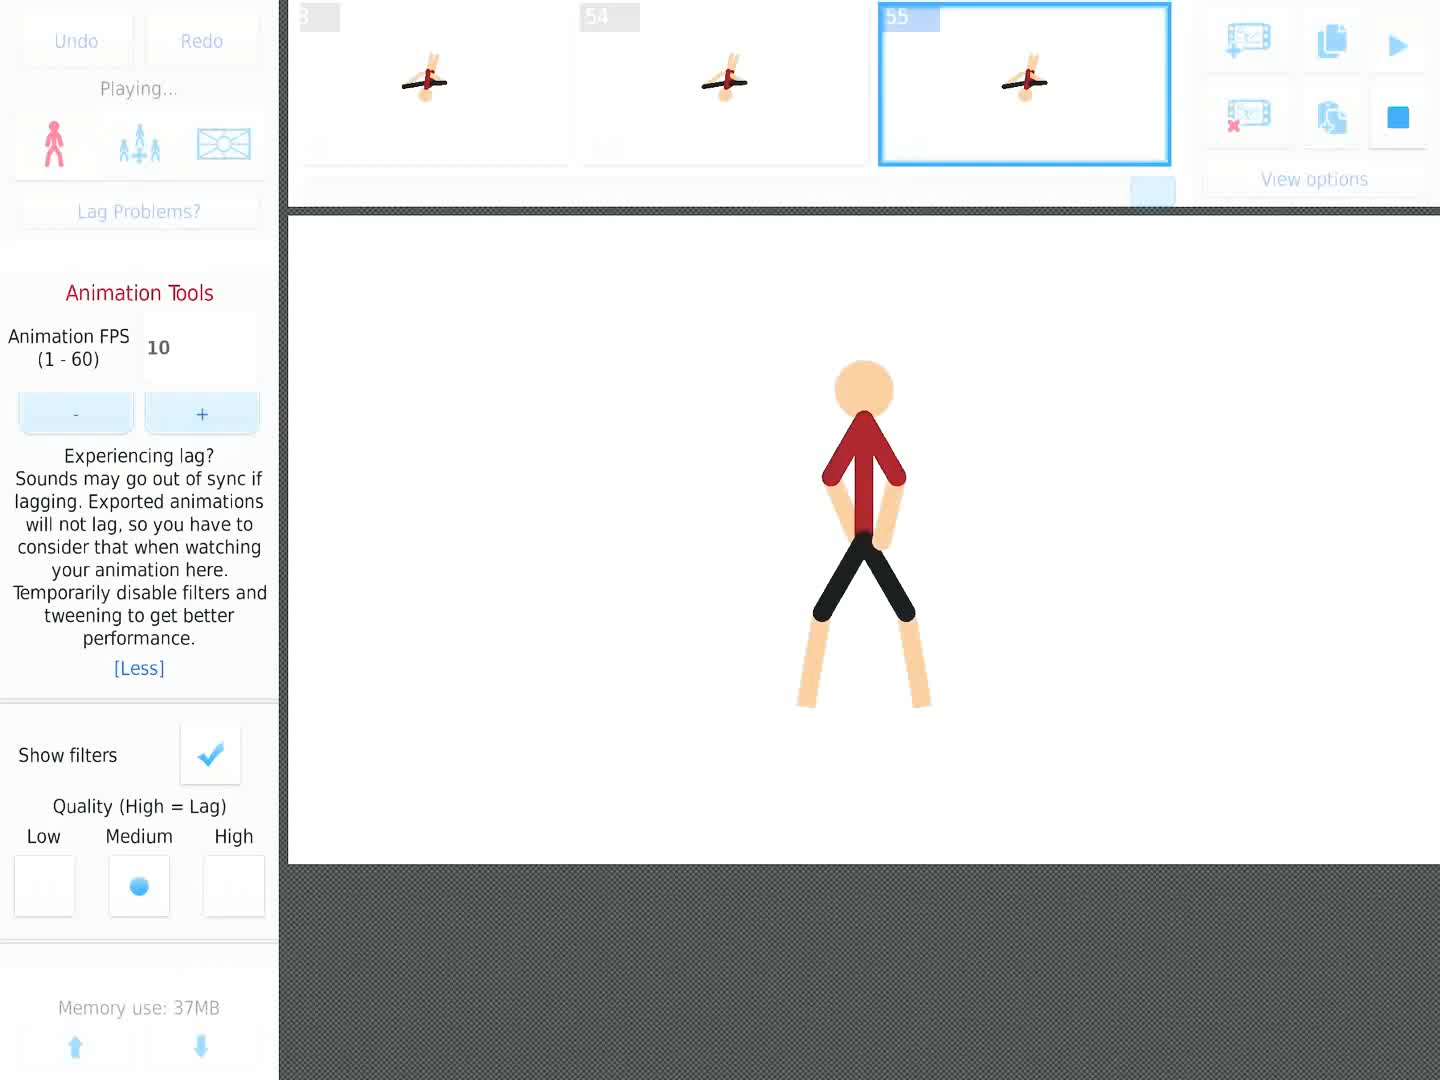 Undo
Redo
Playing...
Lag Problems?
54
55
View options
Animation Tools
Animation FPS
(1 - 60)
10
-
+
Experiencing lag?
Sounds may go out of sync if
lagging. Exported animations
will not lag, so you have to
consider that when watching
your animation here.
Temporarily disable filters and
tweening to get better
performance.
[Less]
Show filters
Quality (High = Lag)
Low
Medium
High
Memory use: 37MB